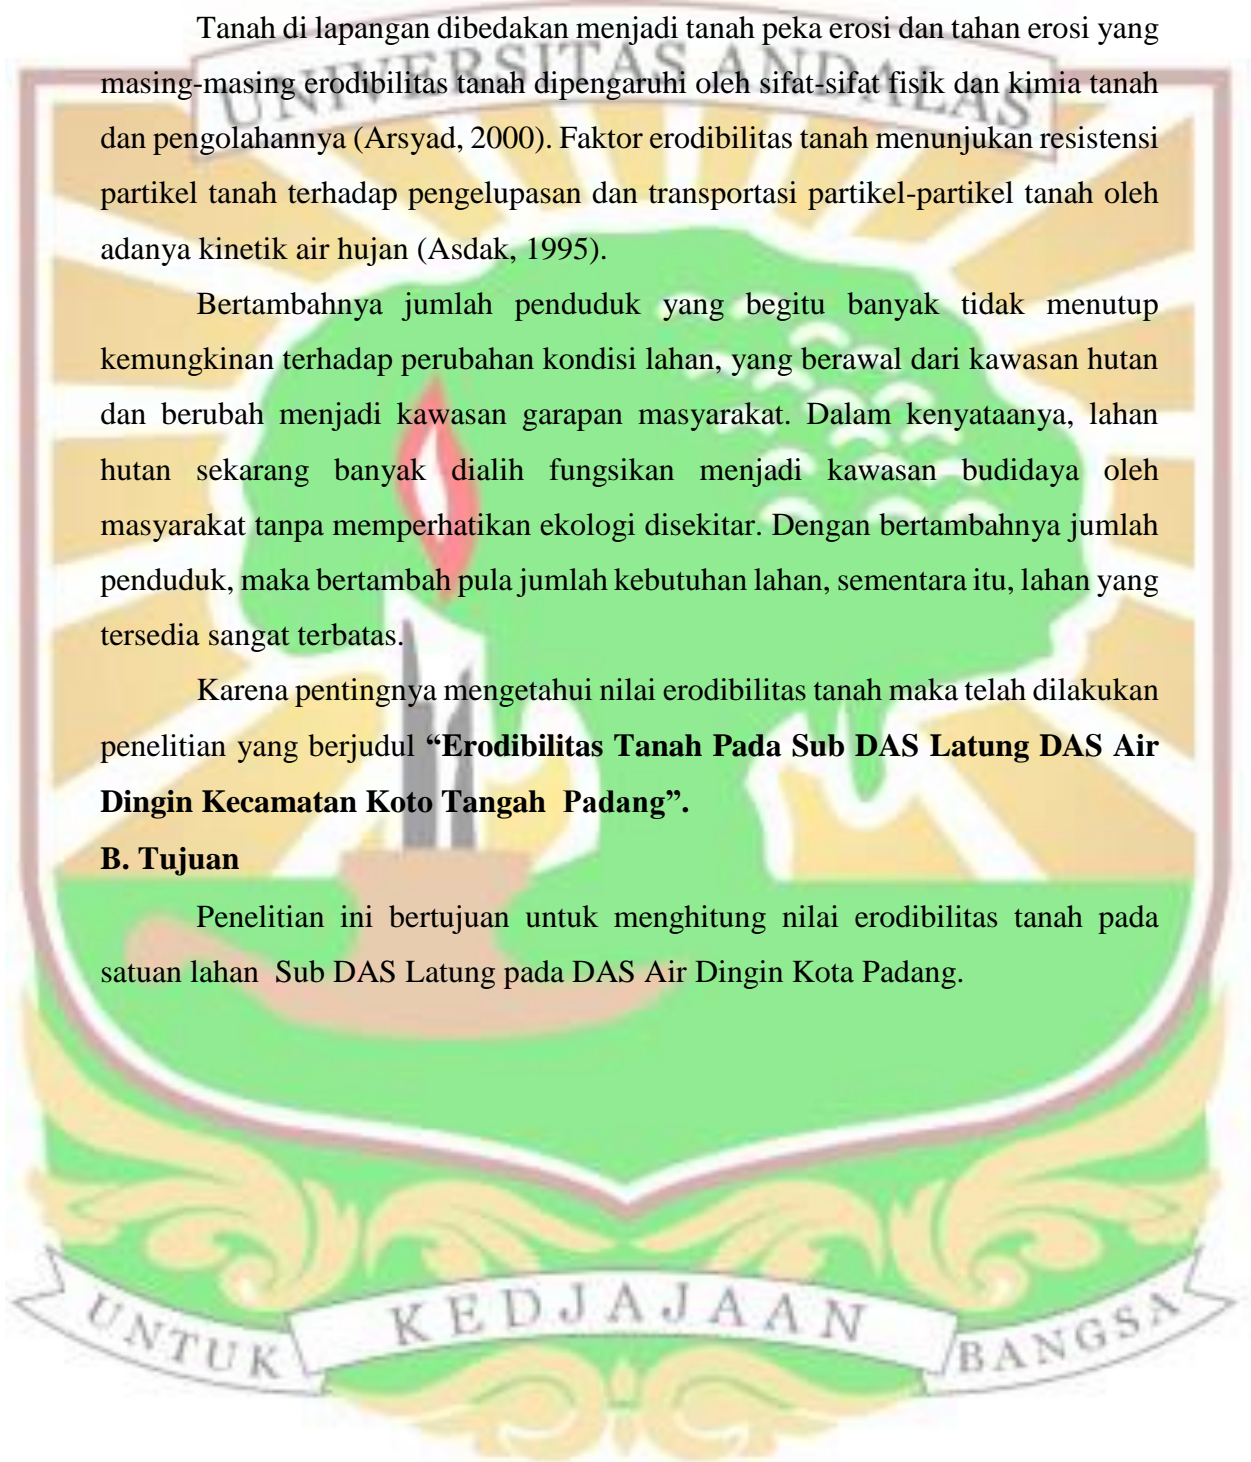 Tanah di lapangan dibedakan menjadi tanah peka erosi dan tahan erosi yang
masing-masing erodibilitas tanah dipengaruhi oleh sifat-sifat fisik dan kimia tanah
dan pengolahannya (Arsyad, 2000). Faktor erodibilitas tanah menunjukan resistensi
partikel tanah terhadap pengelupasan dan transportasi partikel-partikel tanah oleh
adanya kinetik air hujan (Asdak, 1995).
Bertambahnya jumlah penduduk yang begitu banyak tidak menutup
kemungkinan terhadap perubahan kondisi lahan, yang berawal dari kawasan hutan
dan berubah menjadi kawasan garapan masyarakat. Dalam kenyataanya, lahan
hutan sekarang banyak dialih fungsikan menjadi kawasan budidaya oleh
masyarakat tanpa memperhatikan ekologi disekitar. Dengan bertambahnya jumlah
penduduk, maka bertambah pula jumlah kebutuhan lahan, sementara itu, lahan yang
tersedia sangat terbatas.
Karena pentingnya mengetahui nilai erodibilitas tanah maka telah dilakukan
penelitian yang berjudul “Erodibilitas Tanah Pada Sub DAS Latung DAS Air
Dingin Kecamatan Koto Tangah  Padang”.
B. Tujuan
Penelitian ini bertujuan untuk menghitung nilai erodibilitas tanah pada
satuan lahan  Sub DAS Latung pada DAS Air Dingin Kota Padang.
UNIVERSITAS ANDALAS
UNTUK KEDJAJAAN BANGSA